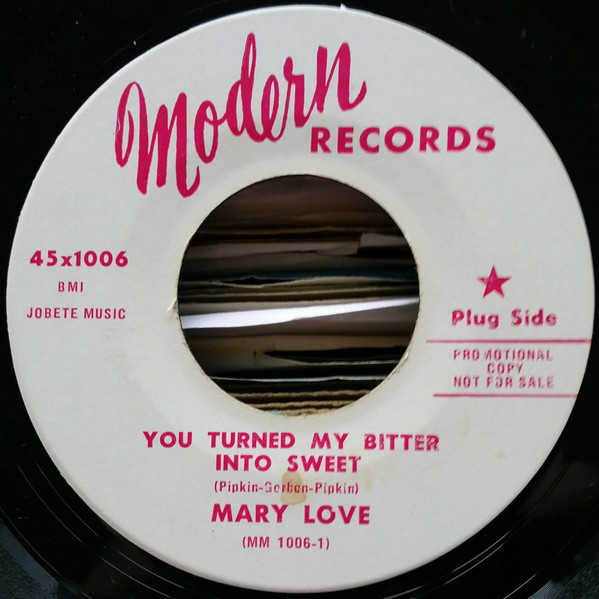 Modern
RECORDS
45x1006
BMI
JOBETE MUSIC
Plug Side
PROMOTIONAL
COPY
NOT FOR SALE
YOU TURNED MY BITTER
INTO SWEET
(Pipkin-Gorban-Pipkin)
MARY LOVE
(MM 1006-1)